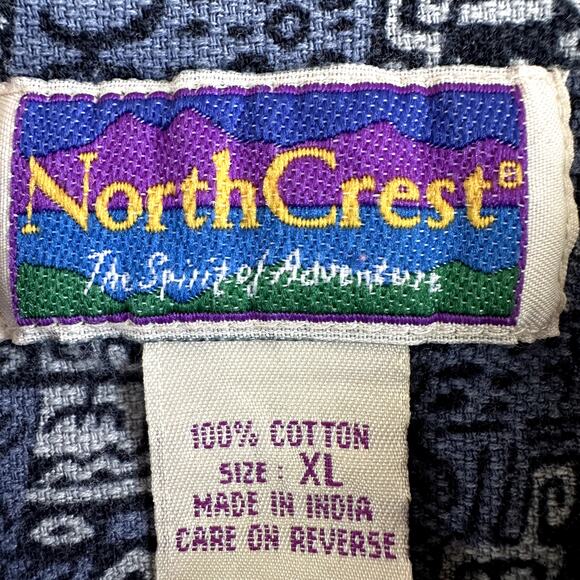 NorthCrest®
The Spirit of Adventure
100% COTTON
SIZE: XL
MADE IN INDIA
CARE ON REVERSE